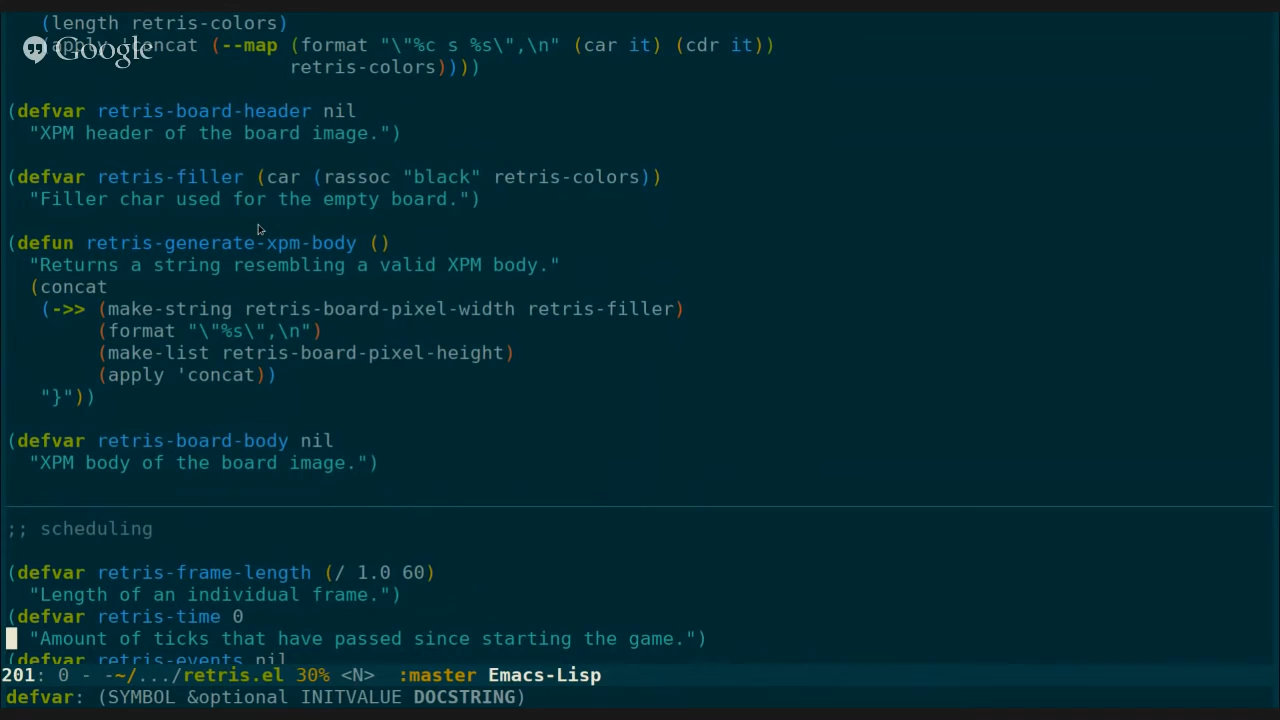 (length retris-colors)
Google
(apply 'concat (--map (format "\"%c s %s\",\n" (car it) (cdr it))
retris-colors))))
(defvar retris-board-header nil
"XPM header of the board image.")
(defvar retris-filler (car (rassoc "black" retris-colors))
"Filler char used for the empty board.")
(defun retris-generate-xpm-body ()
"Returns a string resembling a valid XPM body."
(concat
(->> (make-string retris-board-pixel-width retris-filler)
(format "\"%s\",\n")
(make-list retris-board-pixel-height)
(apply 'concat))
"}"))
(defvar retris-board-body nil
"XPM body of the board image.")
;; scheduling
(defvar retris-frame-length (/ 1.0 60)
"Length of an individual frame.")
(defvar retris-time 0
"Amount of ticks that have passed since starting the game.")
(defvar retris-events nil
201: 0 - -~/.../retris.el 30% <N> :master Emacs-Lisp
defvar: (SYMBOL &optional INITVALUE DOCSTRING)